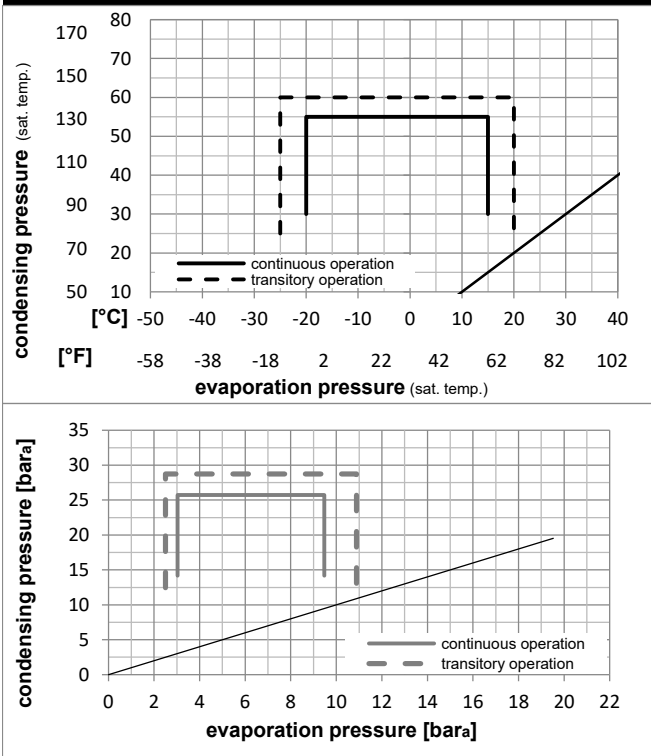 condensing pressure (sat. temp.)
170 80
70
150 60
130 50
110 40
90 30
70 20
50 10
continuous operation
transitory operation
[°C] -50 -40 -30 -20 -10 0 10 20 30 40
[°F] -58 -38 -18 2 22 42 62 82 102
evaporation pressure (sat. temp.)
condensing pressure [bara]
35
30
25
20
15
10
5
0
continuous operation
transitory operation
0 2 4 6 8 10 12 14 16 18 20 22
evaporation pressure [bara]